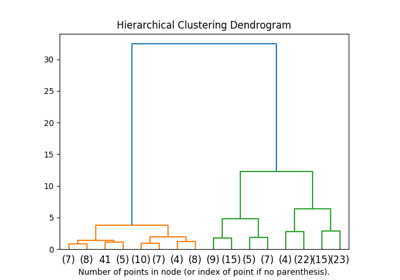 Hierarchical Clustering Dendrogram
30
25
20
15
10
5
0
(7) (8) 41 (5) (10) (7) (4) (8) (9) (15) (5) (7) (4) (22) (15) (23)
Number of points in node (or index of point if no parenthesis).